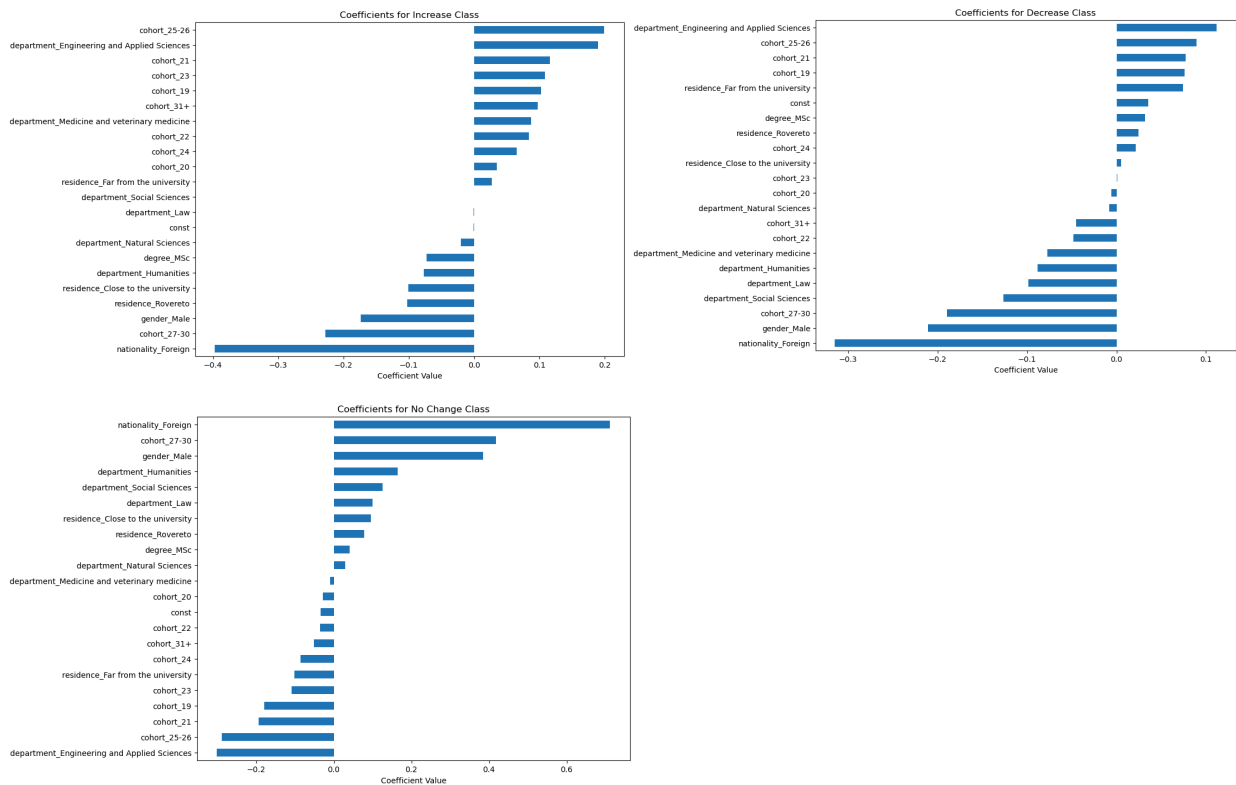 Coefficients for Increase Class
cohort_25-26
department_Engineering and Applied Sciences
cohort_21
cohort_23
cohort_19
cohort_31+
department_Medicine and veterinary medicine
cohort_22
cohort_24
cohort_20
residence_Far from the university
department_Social Sciences
department_Law
const
department_Natural Sciences
degree_MSc
department_Humanities
residence_Close to the university
residence_Rovereto
gender_Male
cohort_27-30
nationality_Foreign
−0.4 −0.3 −0.2 −0.1 0.0 0.1 0.2
Coefficient Value
Coefficients for Decrease Class
department_Engineering and Applied Sciences
cohort_25-26
cohort_21
cohort_19
residence_Far from the university
const
degree_MSc
residence_Rovereto
cohort_24
residence_Close to the university
cohort_23
cohort_20
department_Natural Sciences
cohort_31+
cohort_22
department_Medicine and veterinary medicine
department_Humanities
department_Law
department_Social Sciences
cohort_27-30
gender_Male
nationality_Foreign
−0.3 −0.2 −0.1 0.0 0.1
Coefficient Value
Coefficients for No Change Class
nationality_Foreign
cohort_27-30
gender_Male
department_Humanities
department_Social Sciences
department_Law
residence_Close to the university
residence_Rovereto
degree_MSc
department_Natural Sciences
department_Medicine and veterinary medicine
cohort_20
const
cohort_22
cohort_31+
cohort_24
residence_Far from the university
cohort_23
cohort_19
cohort_21
cohort_25-26
department_Engineering and Applied Sciences
−0.2 0.0 0.2 0.4 0.6
Coefficient Value